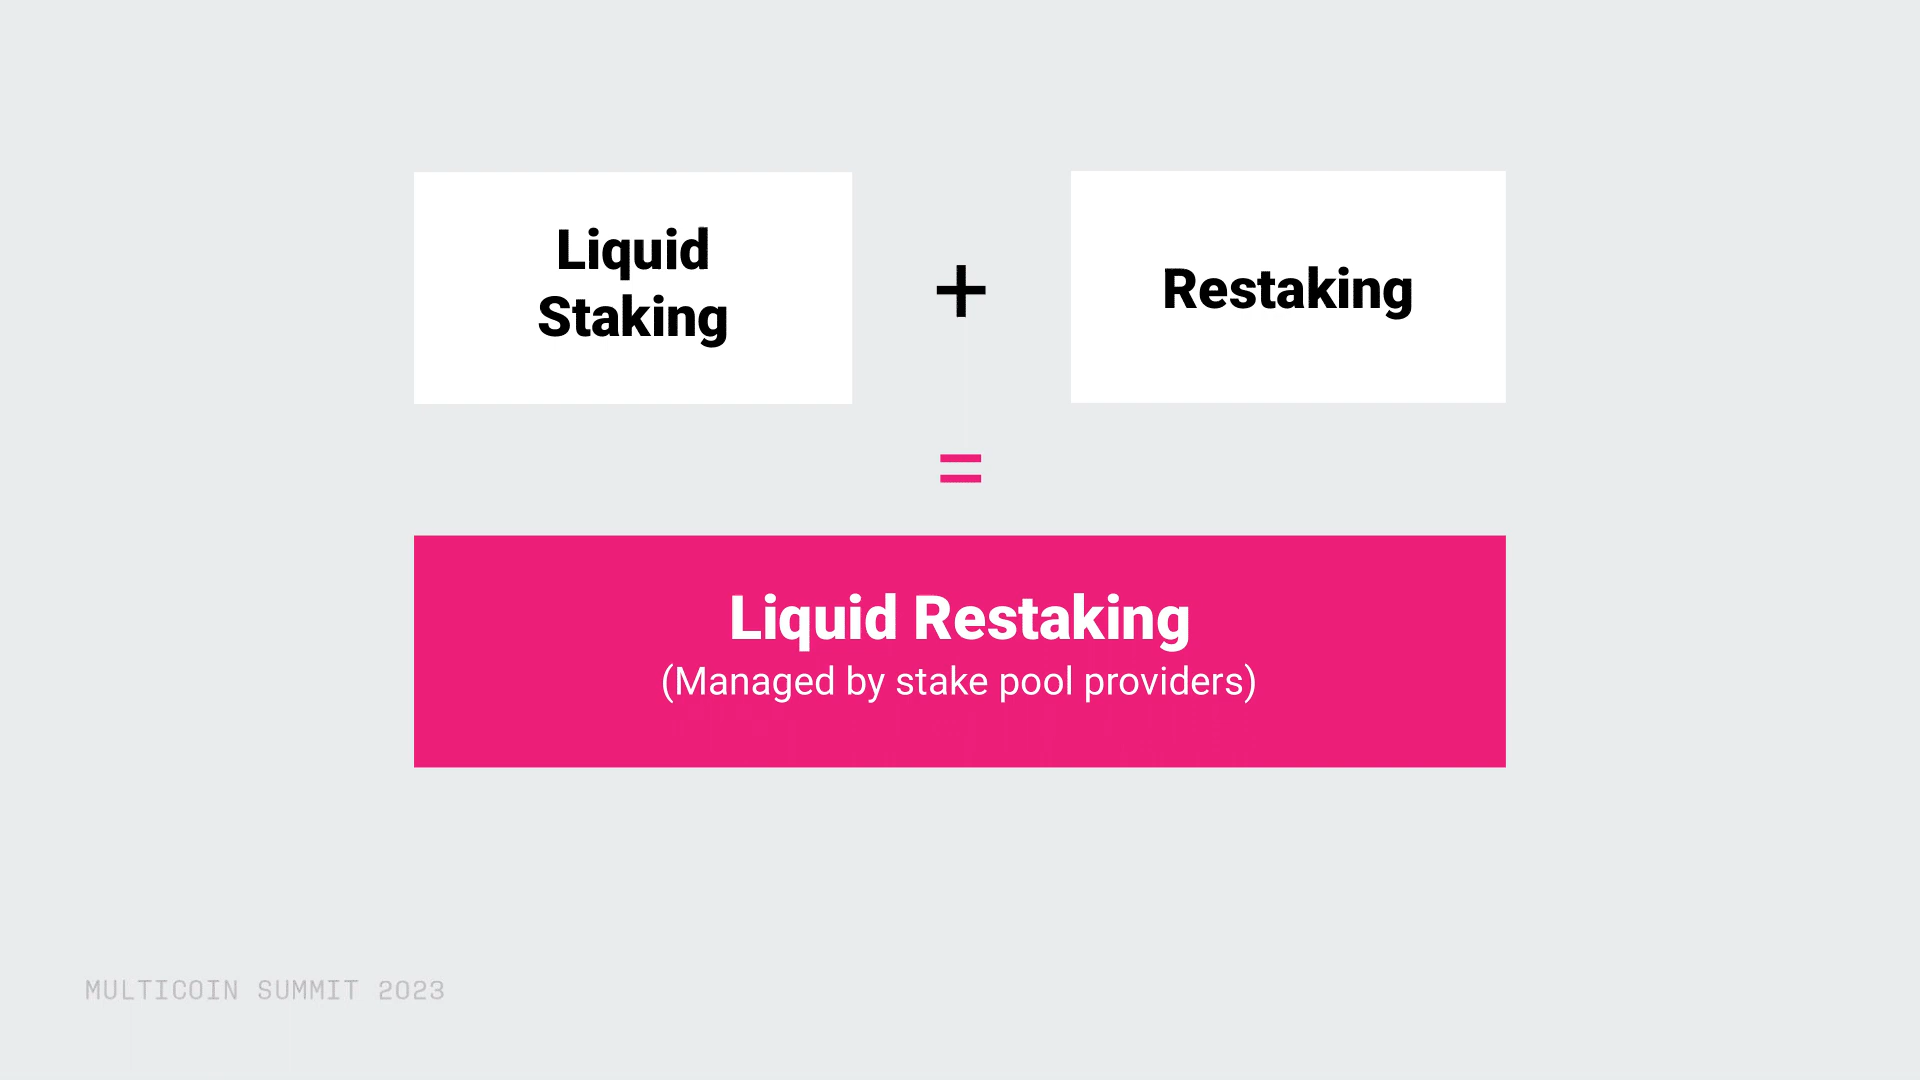 Liquid
Staking
+
Restaking
=
Liquid Restaking
(Managed by stake pool providers)
MULTICOIN SUMMIT 2023